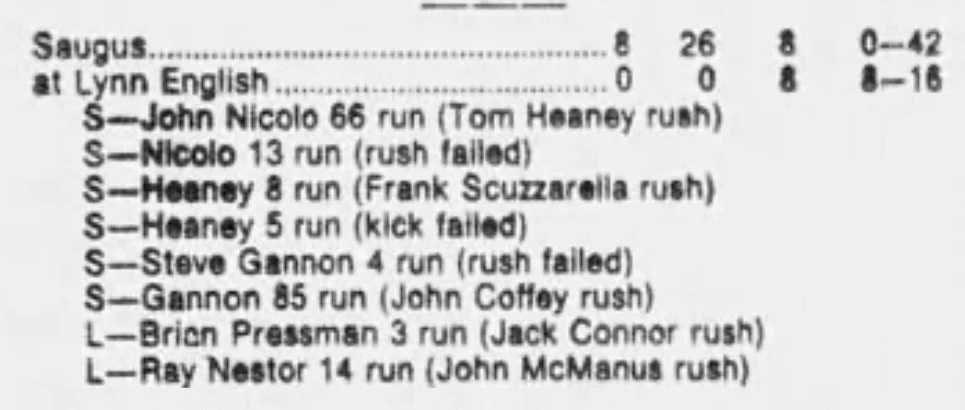 Saugus........................................8 26 8 0—42
at Lynn English.............................0 0 8 8—16
S—John Nicolo 66 run (Tom Heaney rush)
S—Nicolo 13 run (rush failed)
S—Heaney 8 run (Frank Scuzzarella rush)
S—Heaney 5 run (kick failed)
S—Steve Gannon 4 run (rush failed)
S—Gannon 85 run (John Coffey rush)
L—Brian Pressman 3 run (Jack Connor rush)
L—Ray Nestor 14 run (John McManus rush)